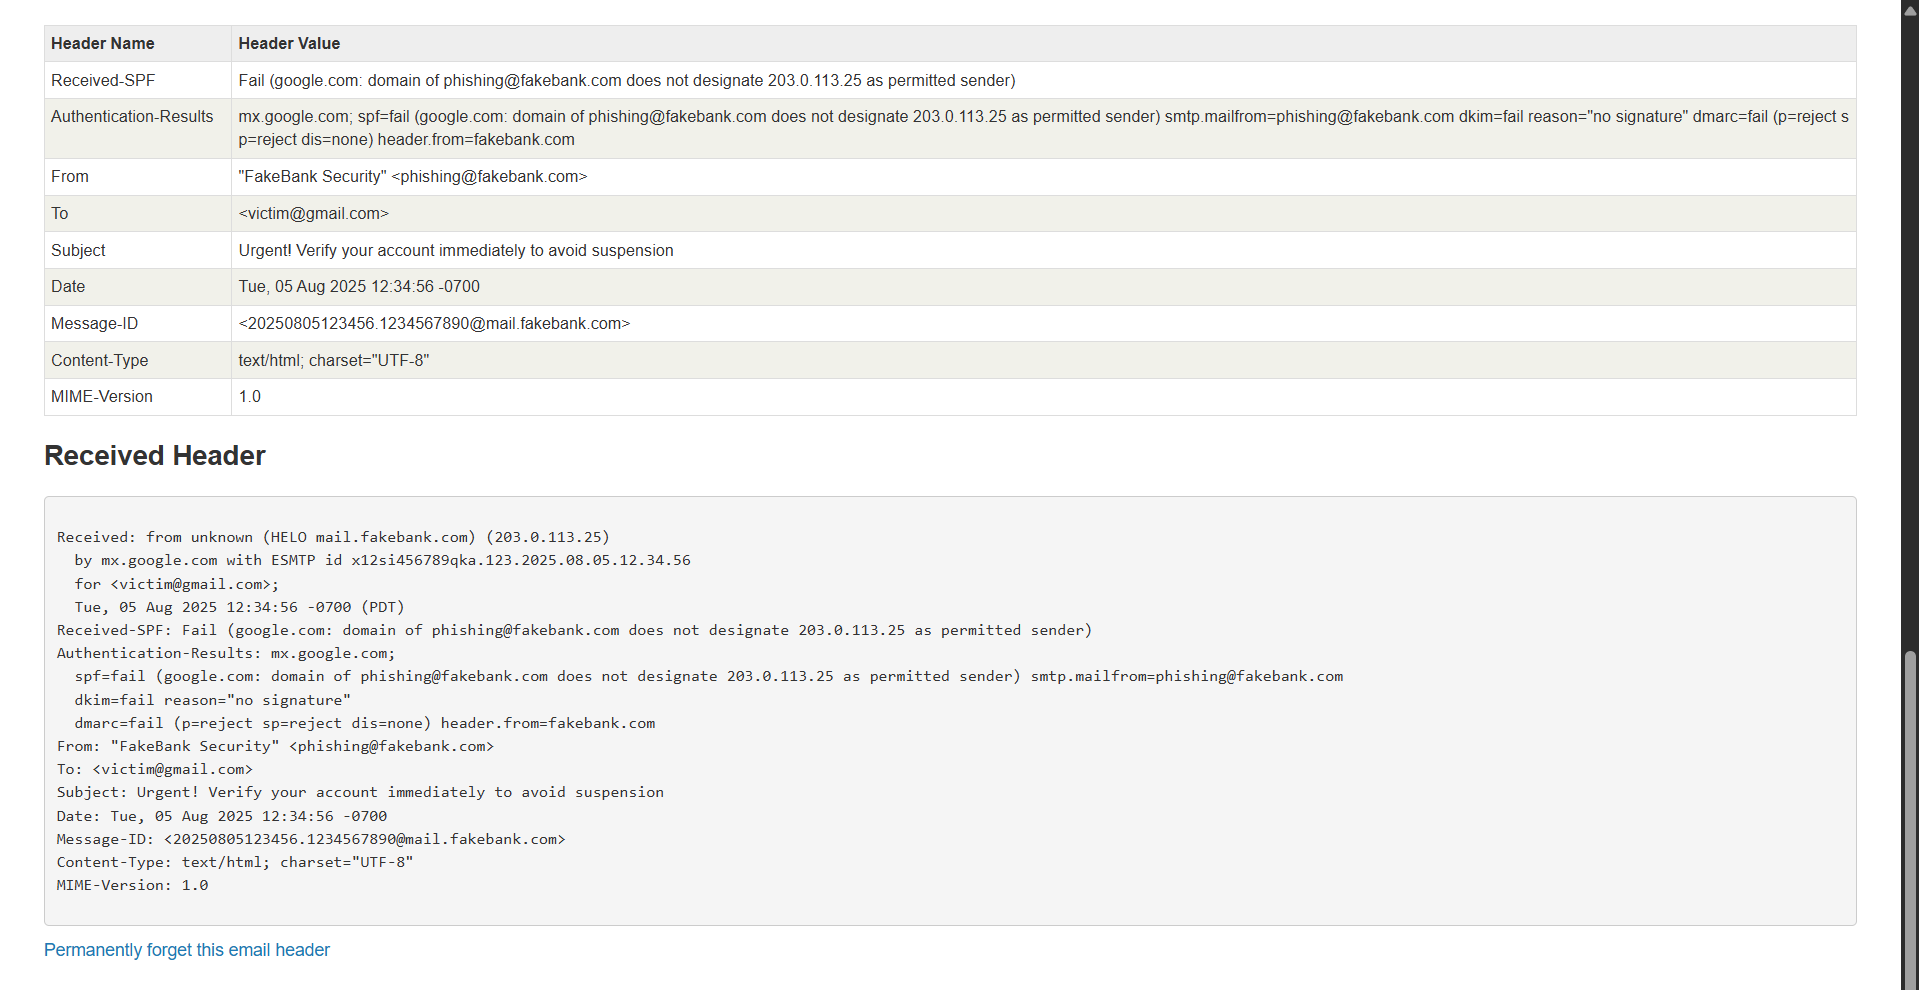 Header Name Header Value
Received-SPF Fail (google.com: domain of phishing@fakebank.com does not designate 203.0.113.25 as permitted sender)
Authentication-Results mx.google.com; spf=fail (google.com: domain of phishing@fakebank.com does not designate 203.0.113.25 as permitted sender) smtp.mailfrom=phishing@fakebank.com dkim=fail reason="no signature" dmarc=fail (p=reject s
p=reject dis=none) header.from=fakebank.com
From "FakeBank Security" <phishing@fakebank.com>
To <victim@gmail.com>
Subject Urgent! Verify your account immediately to avoid suspension
Date Tue, 05 Aug 2025 12:34:56 -0700
Message-ID <20250805123456.1234567890@mail.fakebank.com>
Content-Type text/html; charset="UTF-8"
MIME-Version 1.0
Received Header
Received: from unknown (HELO mail.fakebank.com) (203.0.113.25)
by mx.google.com with ESMTP id x12si456789qka.123.2025.08.05.12.34.56
for <victim@gmail.com>;
Tue, 05 Aug 2025 12:34:56 -0700 (PDT)
Received-SPF: Fail (google.com: domain of phishing@fakebank.com does not designate 203.0.113.25 as permitted sender)
Authentication-Results: mx.google.com;
spf=fail (google.com: domain of phishing@fakebank.com does not designate 203.0.113.25 as permitted sender) smtp.mailfrom=phishing@fakebank.com
dkim=fail reason="no signature"
dmarc=fail (p=reject sp=reject dis=none) header.from=fakebank.com
From: "FakeBank Security" <phishing@fakebank.com>
To: <victim@gmail.com>
Subject: Urgent! Verify your account immediately to avoid suspension
Date: Tue, 05 Aug 2025 12:34:56 -0700
Message-ID: <20250805123456.1234567890@mail.fakebank.com>
Content-Type: text/html; charset="UTF-8"
MIME-Version: 1.0
Permanently forget this email header